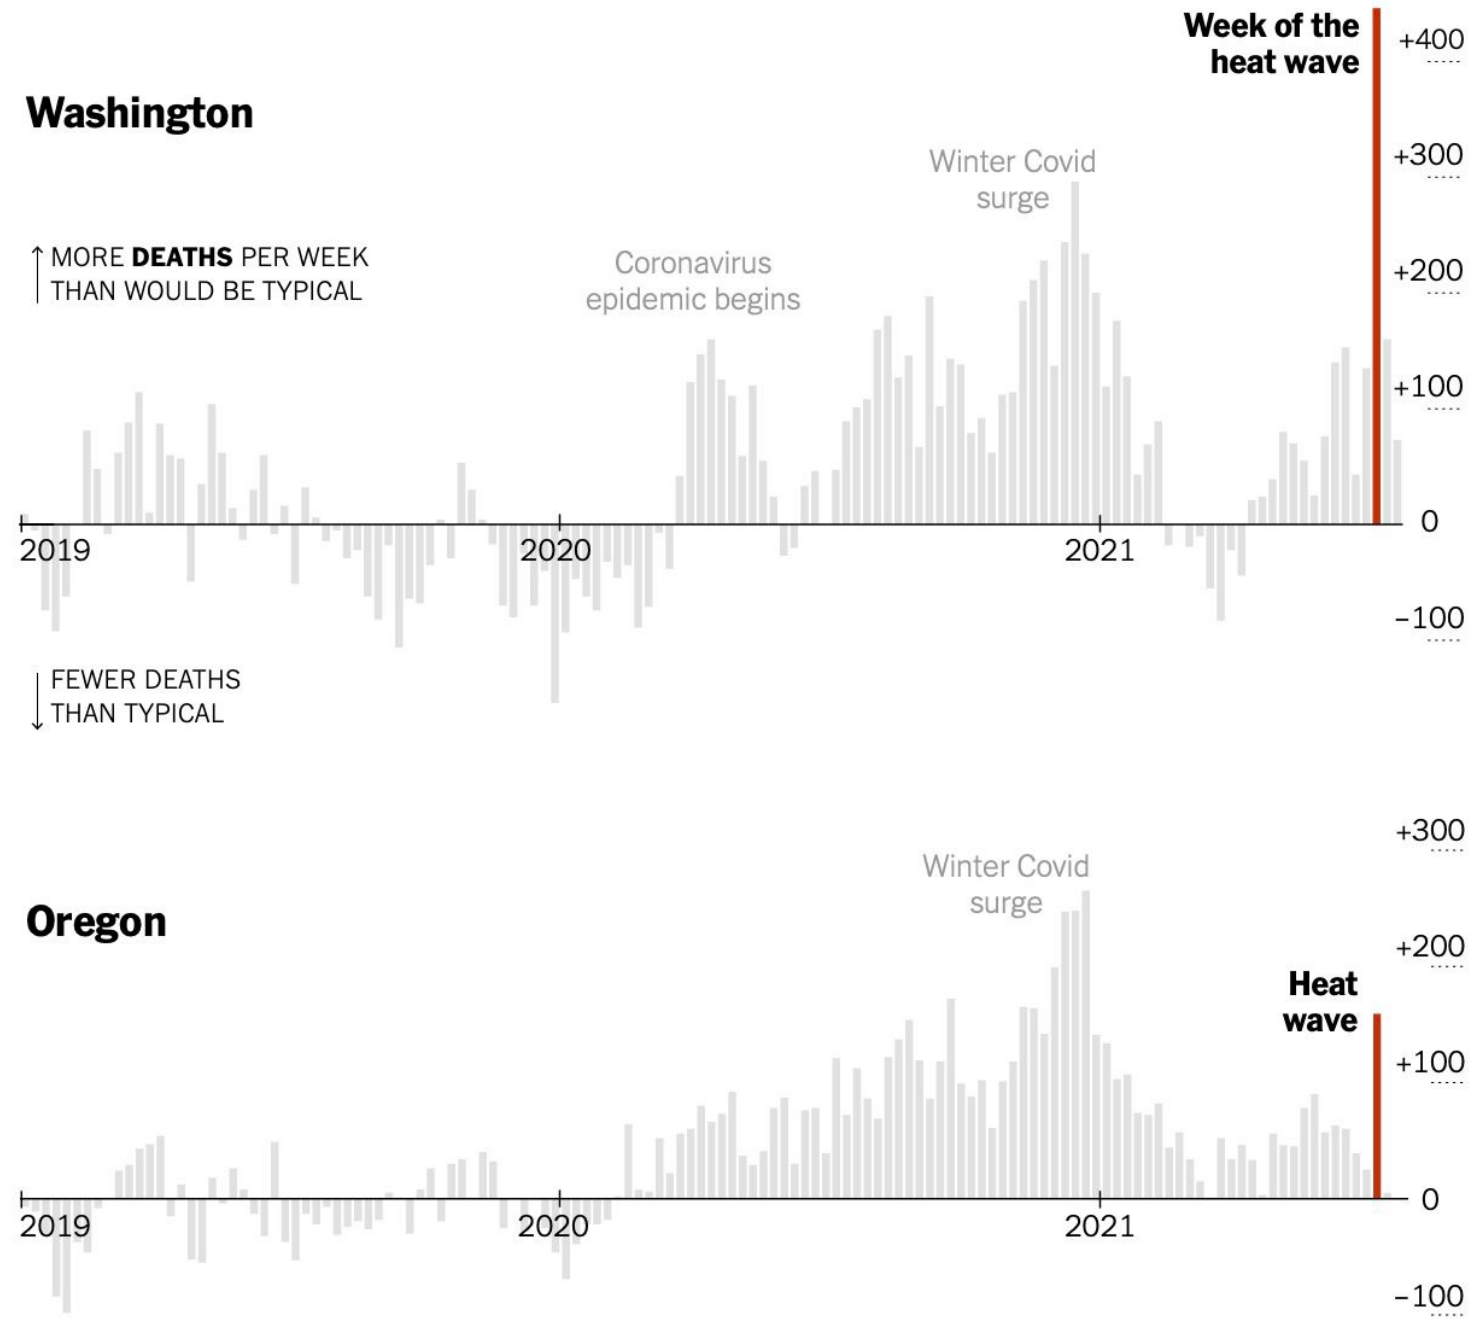 Week of the
heat wave
+400
Washington
+300
Winter Covid
surge
MORE DEATHS PER WEEK
THAN WOULD BE TYPICAL
Coronavirus
epidemic begins
+200
+100
0
2019
2020
2021
−100
FEWER DEATHS
THAN TYPICAL
+300
Winter Covid
surge
Oregon
+200
Heat
wave
+100
0
2019
2020
2021
−100